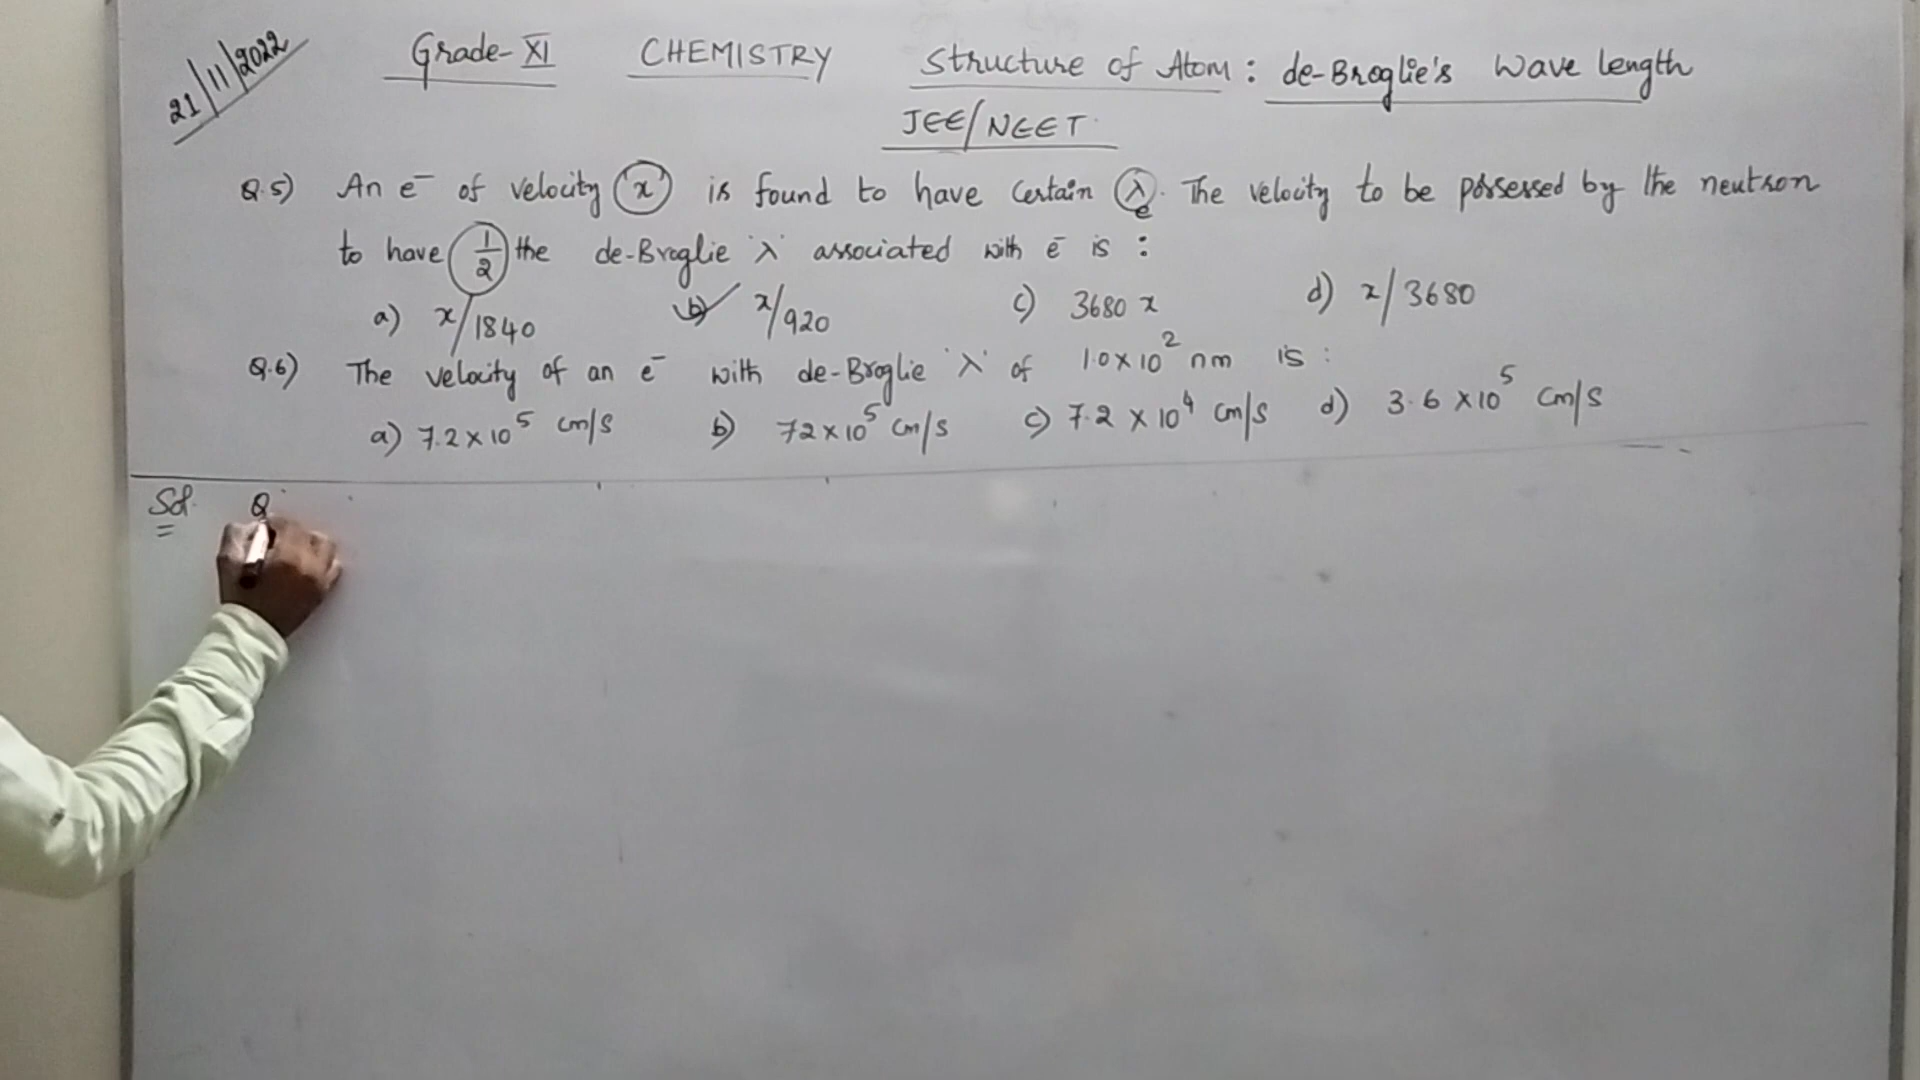 21/11/2022
Grade-XI CHEMISTRY Structure of Atom : de-Broglie's Wave length
JEE/NEET
Q.5) An e⁻ of velocity 'x' is found to have certain λe. The velocity to be possessed by the neutron
to have 1/2 the de-Broglie 'λ' associated with e⁻ is :
a) x/1840 b) x/920 c) 3680 x d) x/3680
Q.6) The velocity of an e⁻ with de-Broglie 'λ' of 1.0 × 10² nm is :
a) 7.2 × 10⁵ cm/s b) 72 × 10⁵ cm/s c) 7.2 × 10⁴ cm/s d) 3.6 × 10⁵ cm/s
Sol. Q